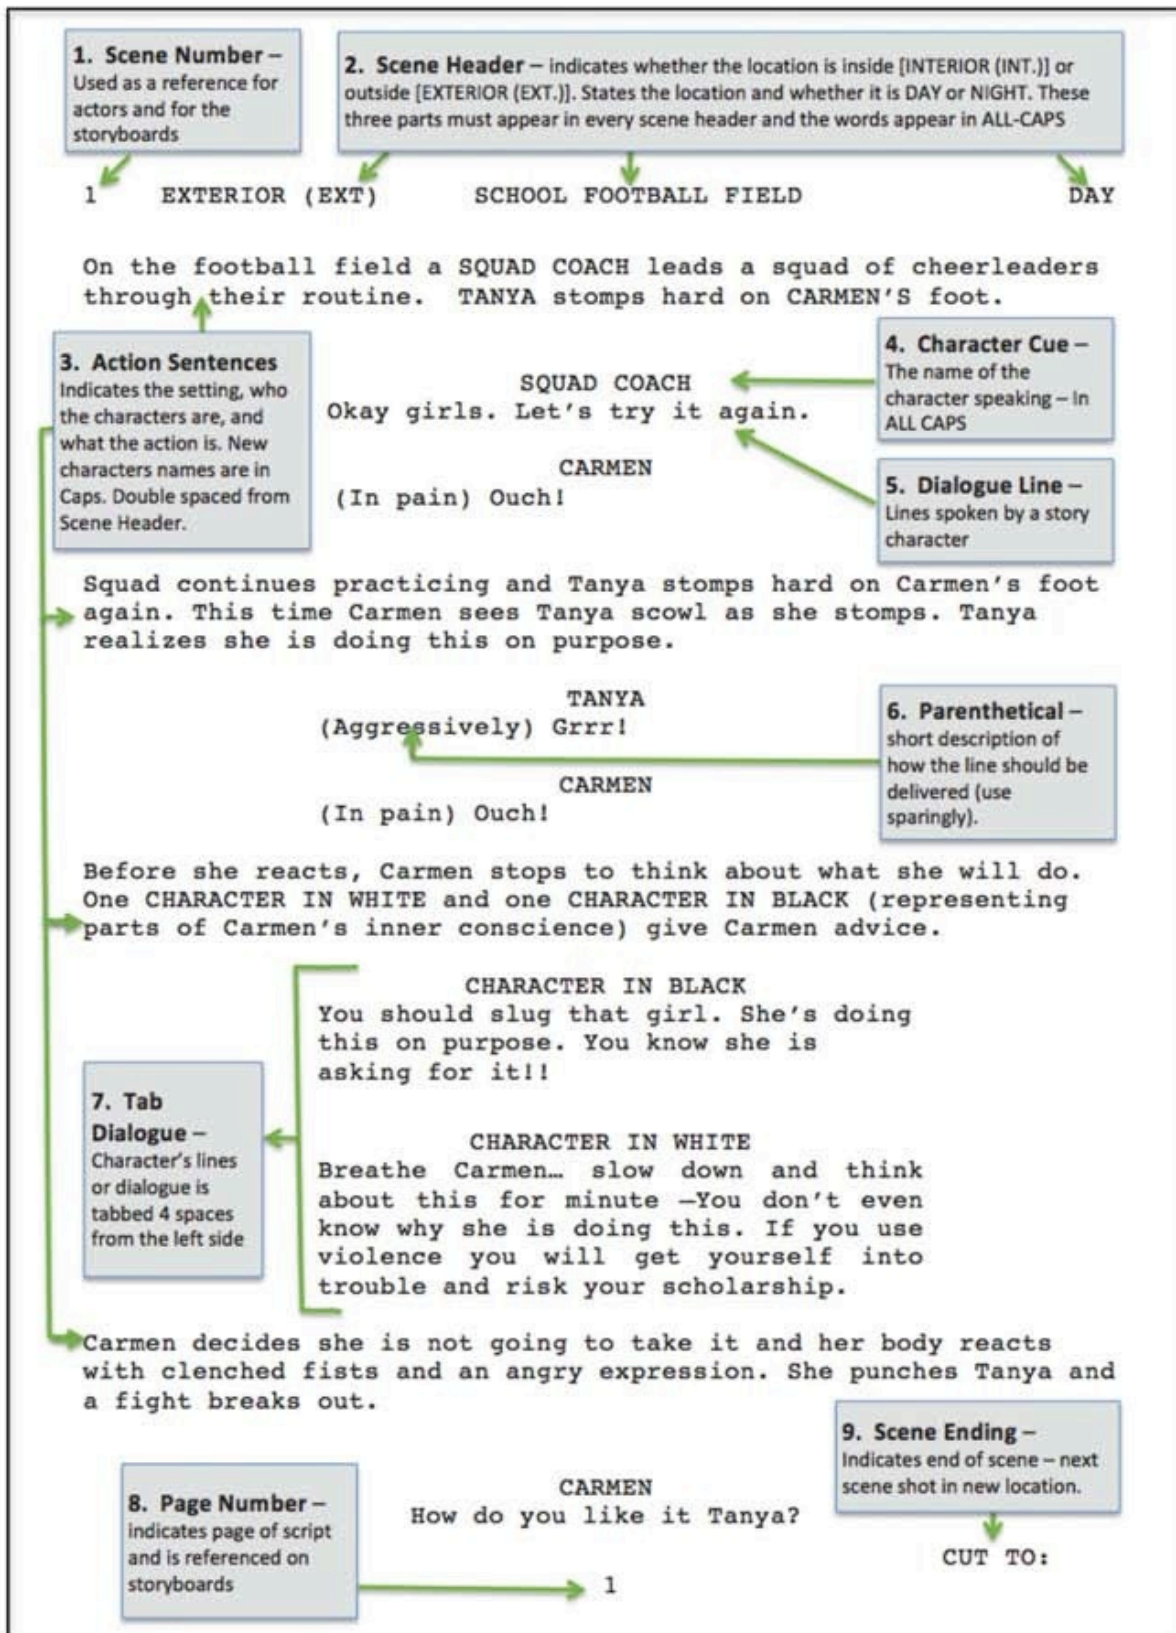 1. Scene Number –
Used as a reference for
actors and for the
storyboards
2. Scene Header – indicates whether the location is inside [INTERIOR (INT.)] or
outside [EXTERIOR (EXT.)]. States the location and whether it is DAY or NIGHT. These
three parts must appear in every scene header and the words appear in ALL-CAPS
1 EXTERIOR (EXT) SCHOOL FOOTBALL FIELD DAY
On the football field a SQUAD COACH leads a squad of cheerleaders
through their routine. TANYA stomps hard on CARMEN'S foot.
3. Action Sentences
Indicates the setting, who
the characters are, and
what the action is. New
characters names are in
Caps. Double spaced from
Scene Header.
4. Character Cue –
The name of the
character speaking – In
ALL CAPS
SQUAD COACH
Okay girls. Let's try it again.
CARMEN
(In pain) Ouch!
5. Dialogue Line –
Lines spoken by a story
character
Squad continues practicing and Tanya stomps hard on Carmen's foot
again. This time Carmen sees Tanya scowl as she stomps. Tanya
realizes she is doing this on purpose.
TANYA
(Aggressively) Grrr!
CARMEN
(In pain) Ouch!
6. Parenthetical –
short description of
how the line should be
delivered (use
sparingly).
Before she reacts, Carmen stops to think about what she will do.
One CHARACTER IN WHITE and one CHARACTER IN BLACK (representing
parts of Carmen's inner conscience) give Carmen advice.
CHARACTER IN BLACK
You should slug that girl. She's doing
this on purpose. You know she is
asking for it!!
7. Tab
Dialogue –
Character's lines
or dialogue is
tabbed 4 spaces
from the left side
CHARACTER IN WHITE
Breathe Carmen… slow down and think
about this for minute –You don't even
know why she is doing this. If you use
violence you will get yourself into
trouble and risk your scholarship.
Carmen decides she is not going to take it and her body reacts
with clenched fists and an angry expression. She punches Tanya and
a fight breaks out.
9. Scene Ending –
Indicates end of scene – next
scene shot in new location.
8. Page Number –
indicates page of script
and is referenced on
storyboards
CARMEN
How do you like it Tanya?
CUT TO:
1